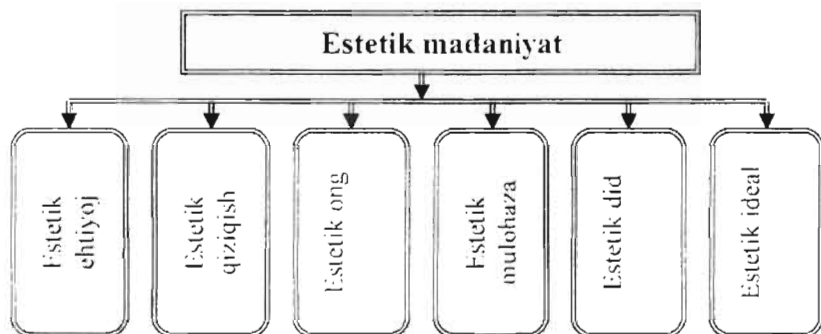 Estetik madaniyat
Estetik
ehtiyoj
Estetik
qiziqish
Estetik ong
Estetik
mulohaza
Estetik did
Estetik ideal